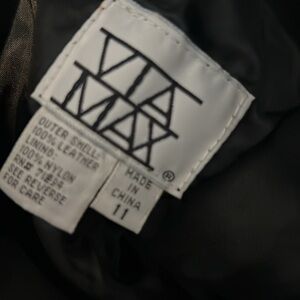 VIA
MAX
®
OUTER SHELL:
100% LEATHER
LINING:
100% NYLON
RN# 71834
SEE REVERSE
FOR CARE
MADE
IN
CHINA
11